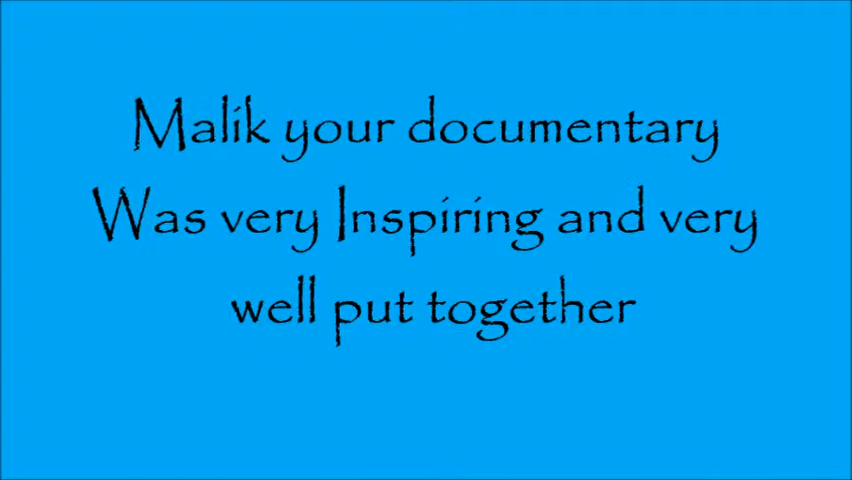 Malik your documentary
Was very Inspiring and very
well put together